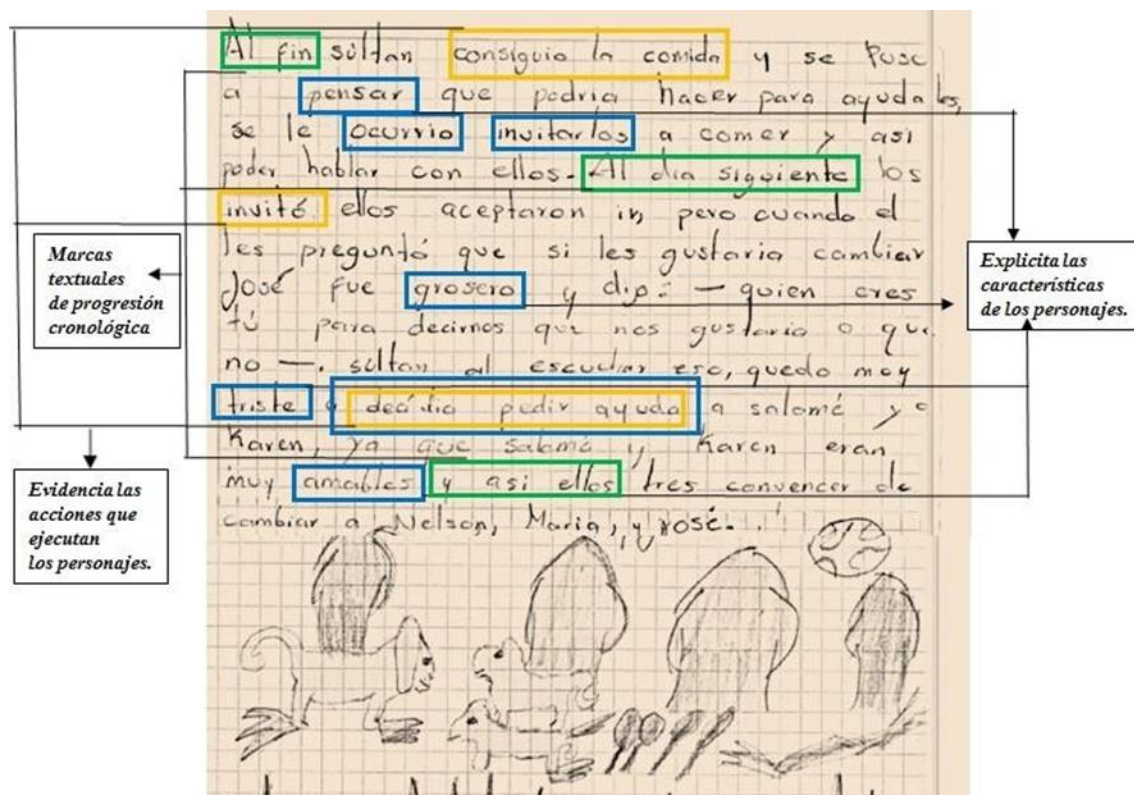 Al fin súltan consiguio la comida y se puso
a pensar que podria hacer para ayudales,
se le ocurrio invitarlos a comer y asi
poder hablar con ellos. Al dia siguiente los
invitó ellos aceptaron ir, pero cuando el
les preguntó que si les gustaria cambiar
José fue grosero y dijo: — quien eres
tú para decirnos que nos gustaria o que
no —. súltan al escuchar eso, quedo muy
triste y decidio pedir ayuda a salomé y a
Karen, ya que salomé y Karen eran
muy amables y asi ellos tres convencer de
cambiar a Nelson, Maria, y José.
Marcas
textuales
de progresión
cronológica
Evidencia las
acciones que
ejecutan
los personajes.
Explicita las
características
de los personajes.